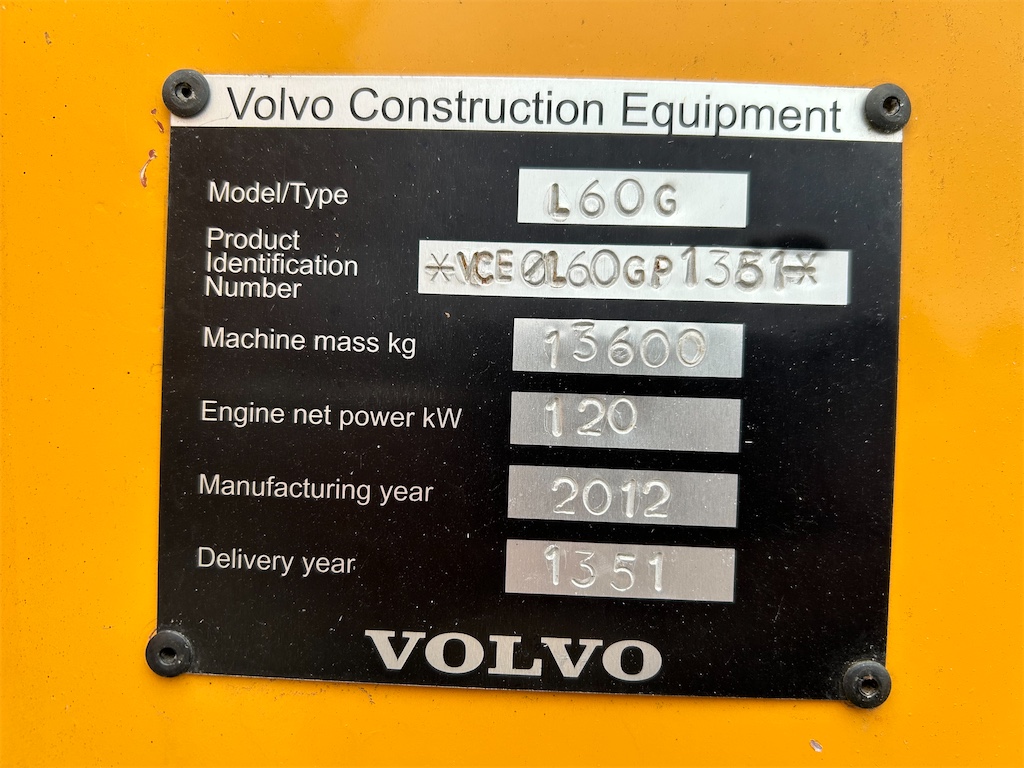 Volvo Construction Equipment
Model/Type L60G
Product
Identification
Number *VCE0L60GP1351*
Machine mass kg 13600
Engine net power kW 120
Manufacturing year 2012
Delivery year 1351
VOLVO